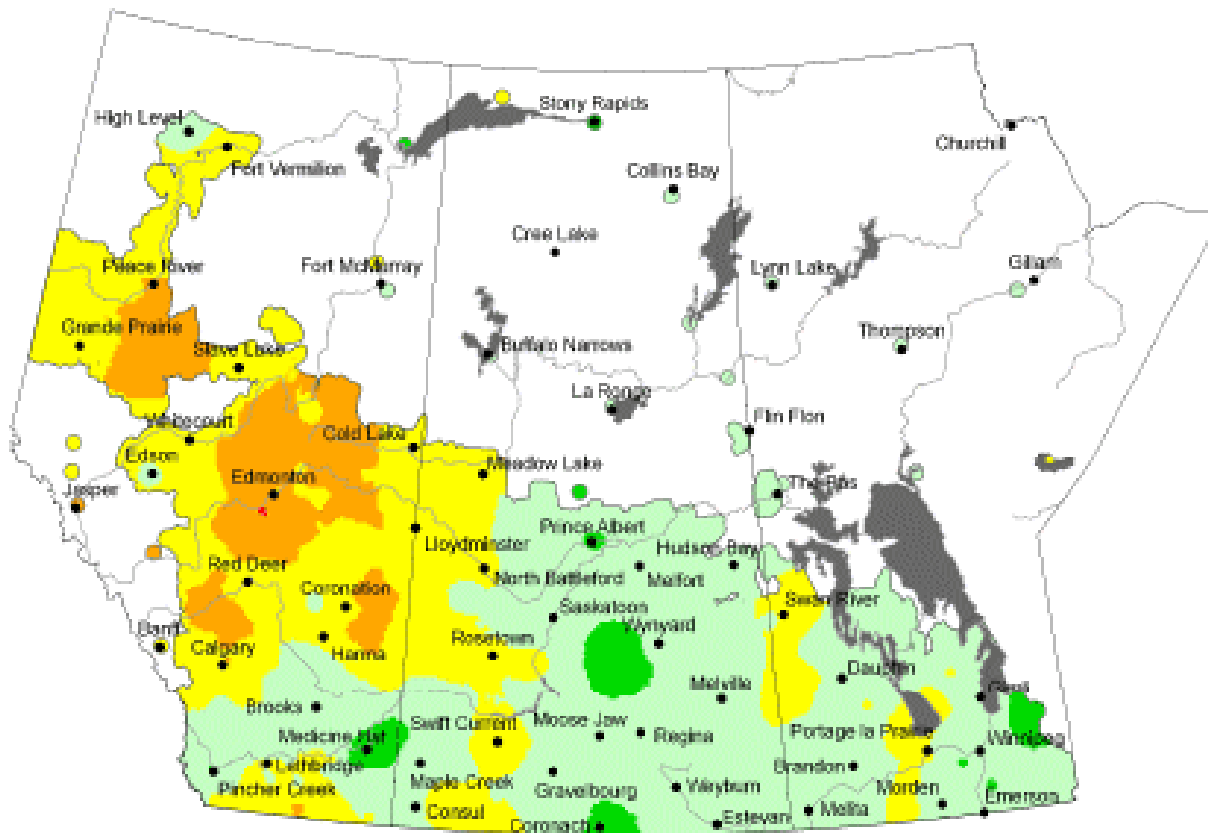 High Level
Fort Vermilion
Stony Rapids
Churchill
Collins Bay
Cree Lake
Peace River
Fort McMurray
Lynn Lake
Gillam
Grande Prairie
Slave Lake
Buffalo Narrows
Thompson
La Ronge
Whitecourt
Cold Lake
Flin Flon
Edson
Edmonton
Meadow Lake
Jasper
The Pas
Prince Albert
Lloydminster
Hudson Bay
Red Deer
North Battleford
Melfort
Coronation
Saskatoon
Swan River
Banff
Calgary
Hanna
Rosetown
Wynyard
Dauphin
Melville
Gimli
Brooks
Swift Current
Moose Jaw
Regina
Portage la Prairie
Winnipeg
Medicine Hat
Lethbridge
Pincher Creek
Maple Creek
Gravelbourg
Weyburn
Brandon
Morden
Consul
Coronach
Estevan
Melita
Emerson